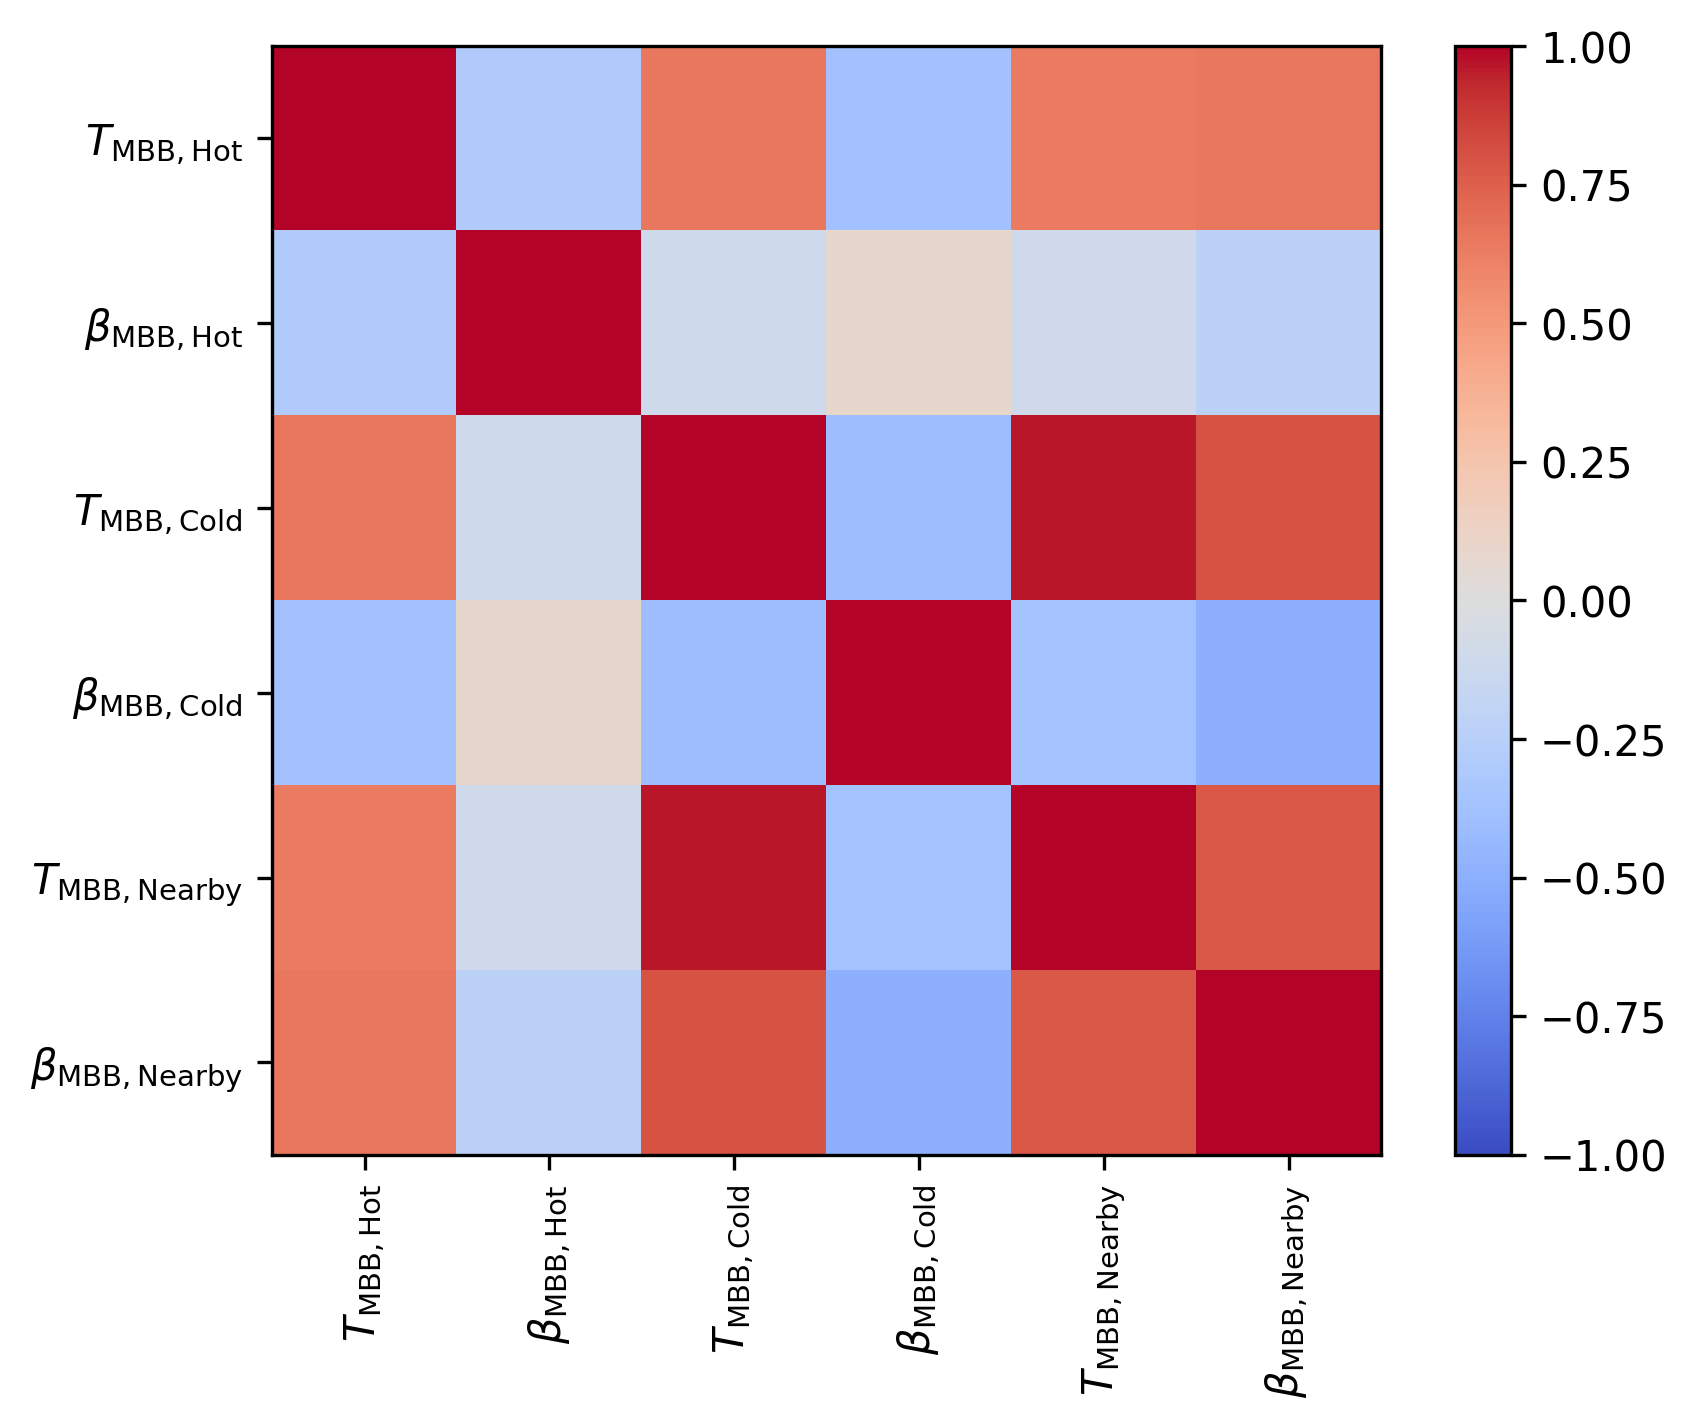 T_MBB, Hot
β_MBB, Hot
T_MBB, Cold
β_MBB, Cold
T_MBB, Nearby
β_MBB, Nearby
T_MBB, Hot
β_MBB, Hot
T_MBB, Cold
β_MBB, Cold
T_MBB, Nearby
β_MBB, Nearby
1.00
0.75
0.50
0.25
0.00
−0.25
−0.50
−0.75
−1.00